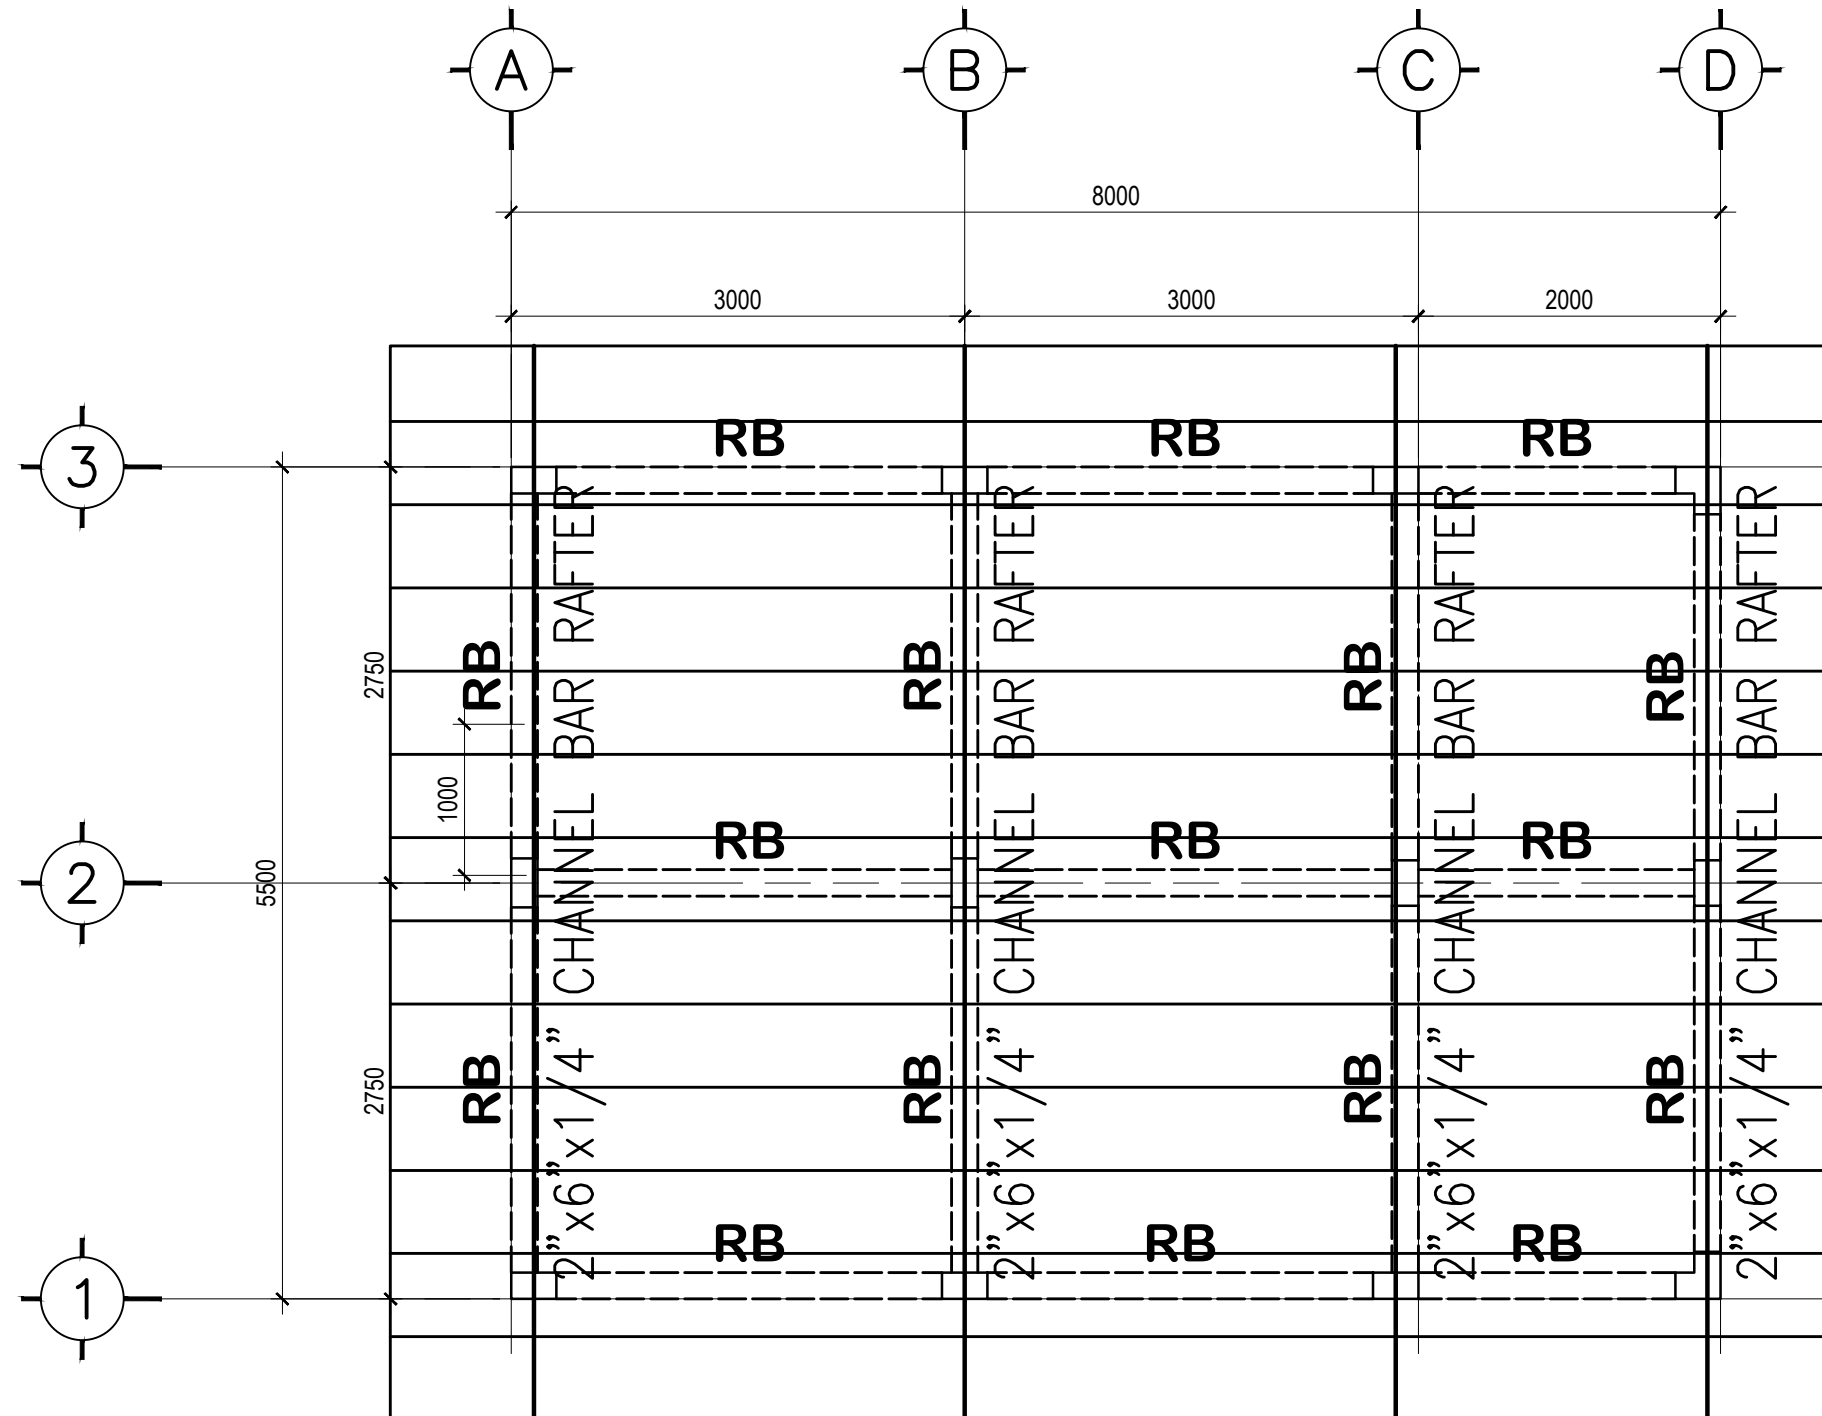 A B C D
8000
3000 3000 2000
3
RB RB RB
RB RB RB RB
2750
1000
RB RB RB
2
5500
2750
RB RB RB RB
RB RB RB
1
2”x6”x1/4” CHANNEL BAR RAFTER
2”x6”x1/4” CHANNEL BAR RAFTER
2”x6”x1/4” CHANNEL BAR RAFTER
2”x6”x1/4” CHANNEL BAR RAFTER